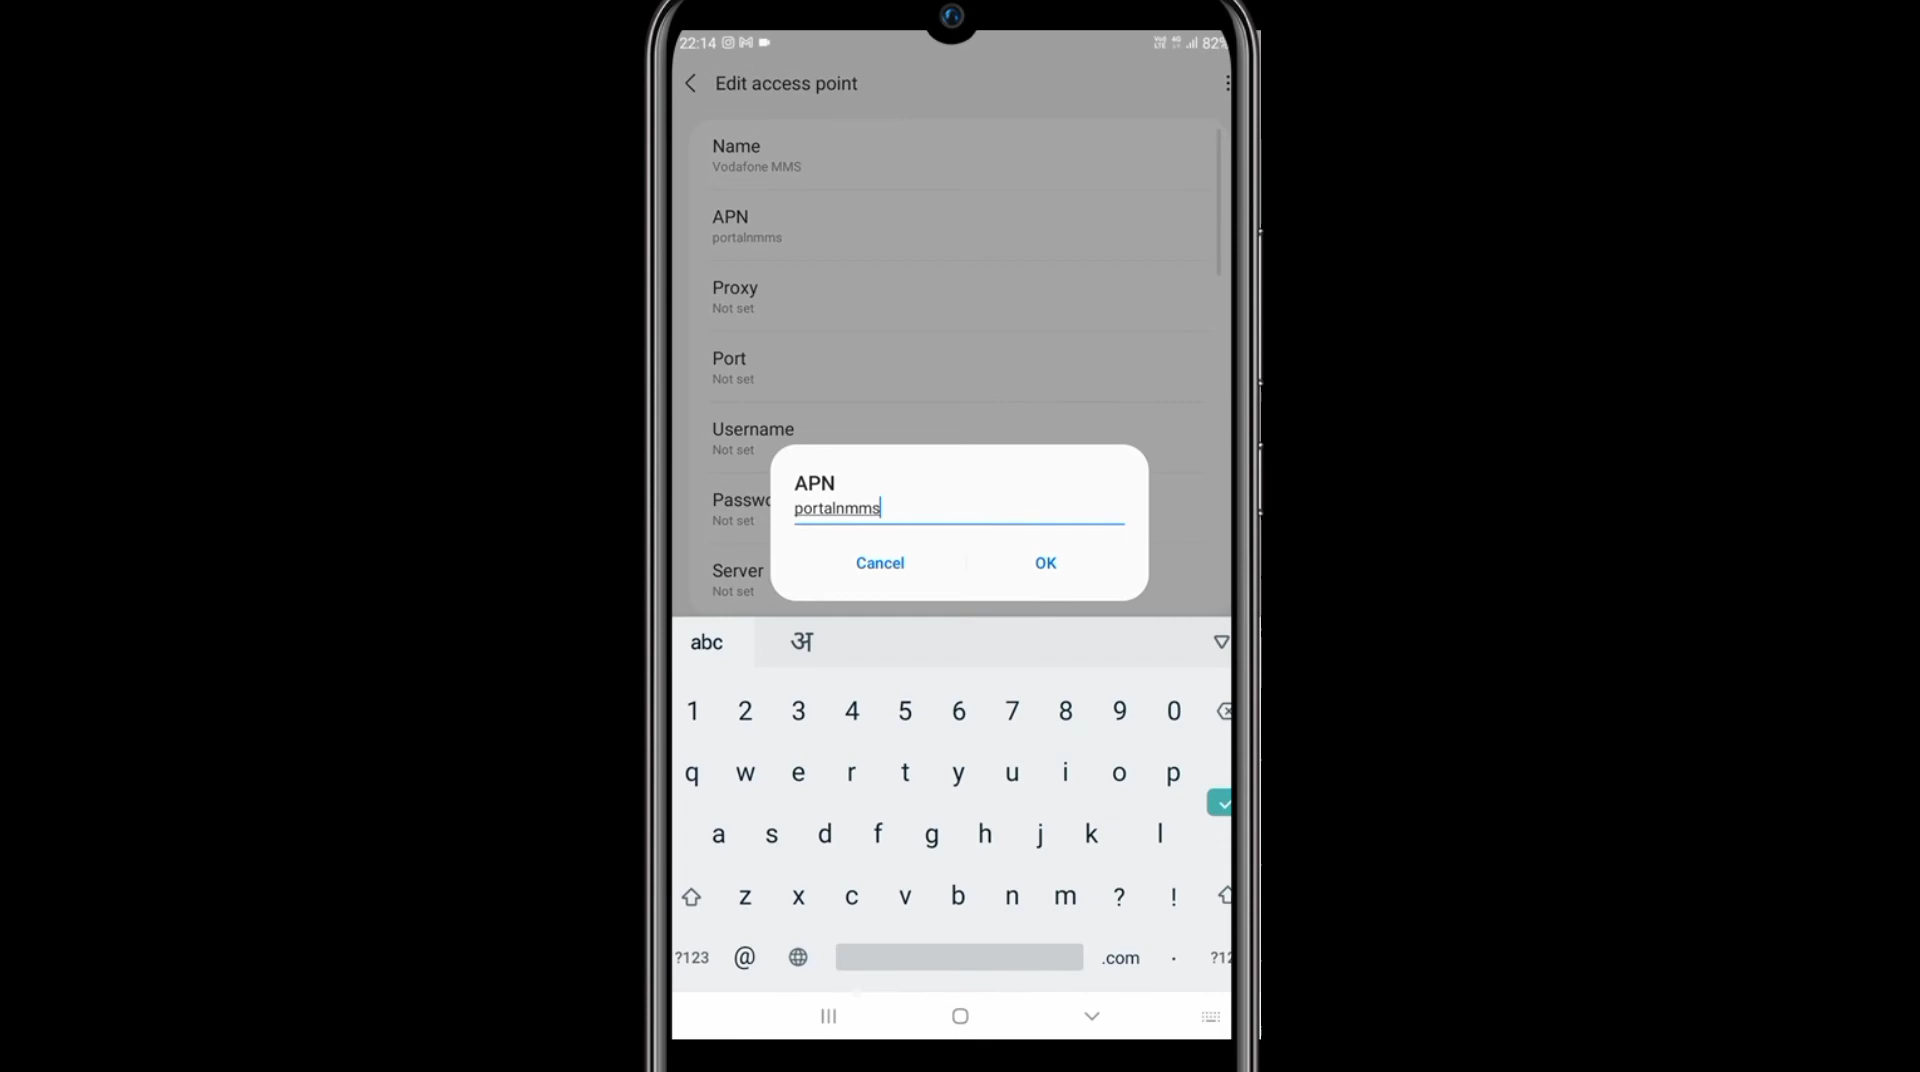 22:14 82%
Edit access point
Name
Vodafone MMS
APN
portalnmms
Proxy
Not set
Port
Not set
Username
Not set
Passwo
Not set
Server
Not set
APN
portalnmms
Cancel OK
abc अ
1 2 3 4 5 6 7 8 9 0
q w e r t y u i o p
a s d f g h j k l
z x c v b n m ? !
?123 @ .com . ?12